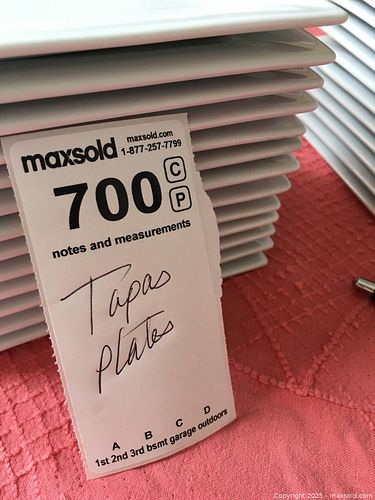 maxsold maxsold.com
1-877-257-7799
700 C
P
notes and measurements
Tapas
Plates
A B C D
1st 2nd 3rd bsmt garage outdoors
Copyright 2025 - maxsold.com